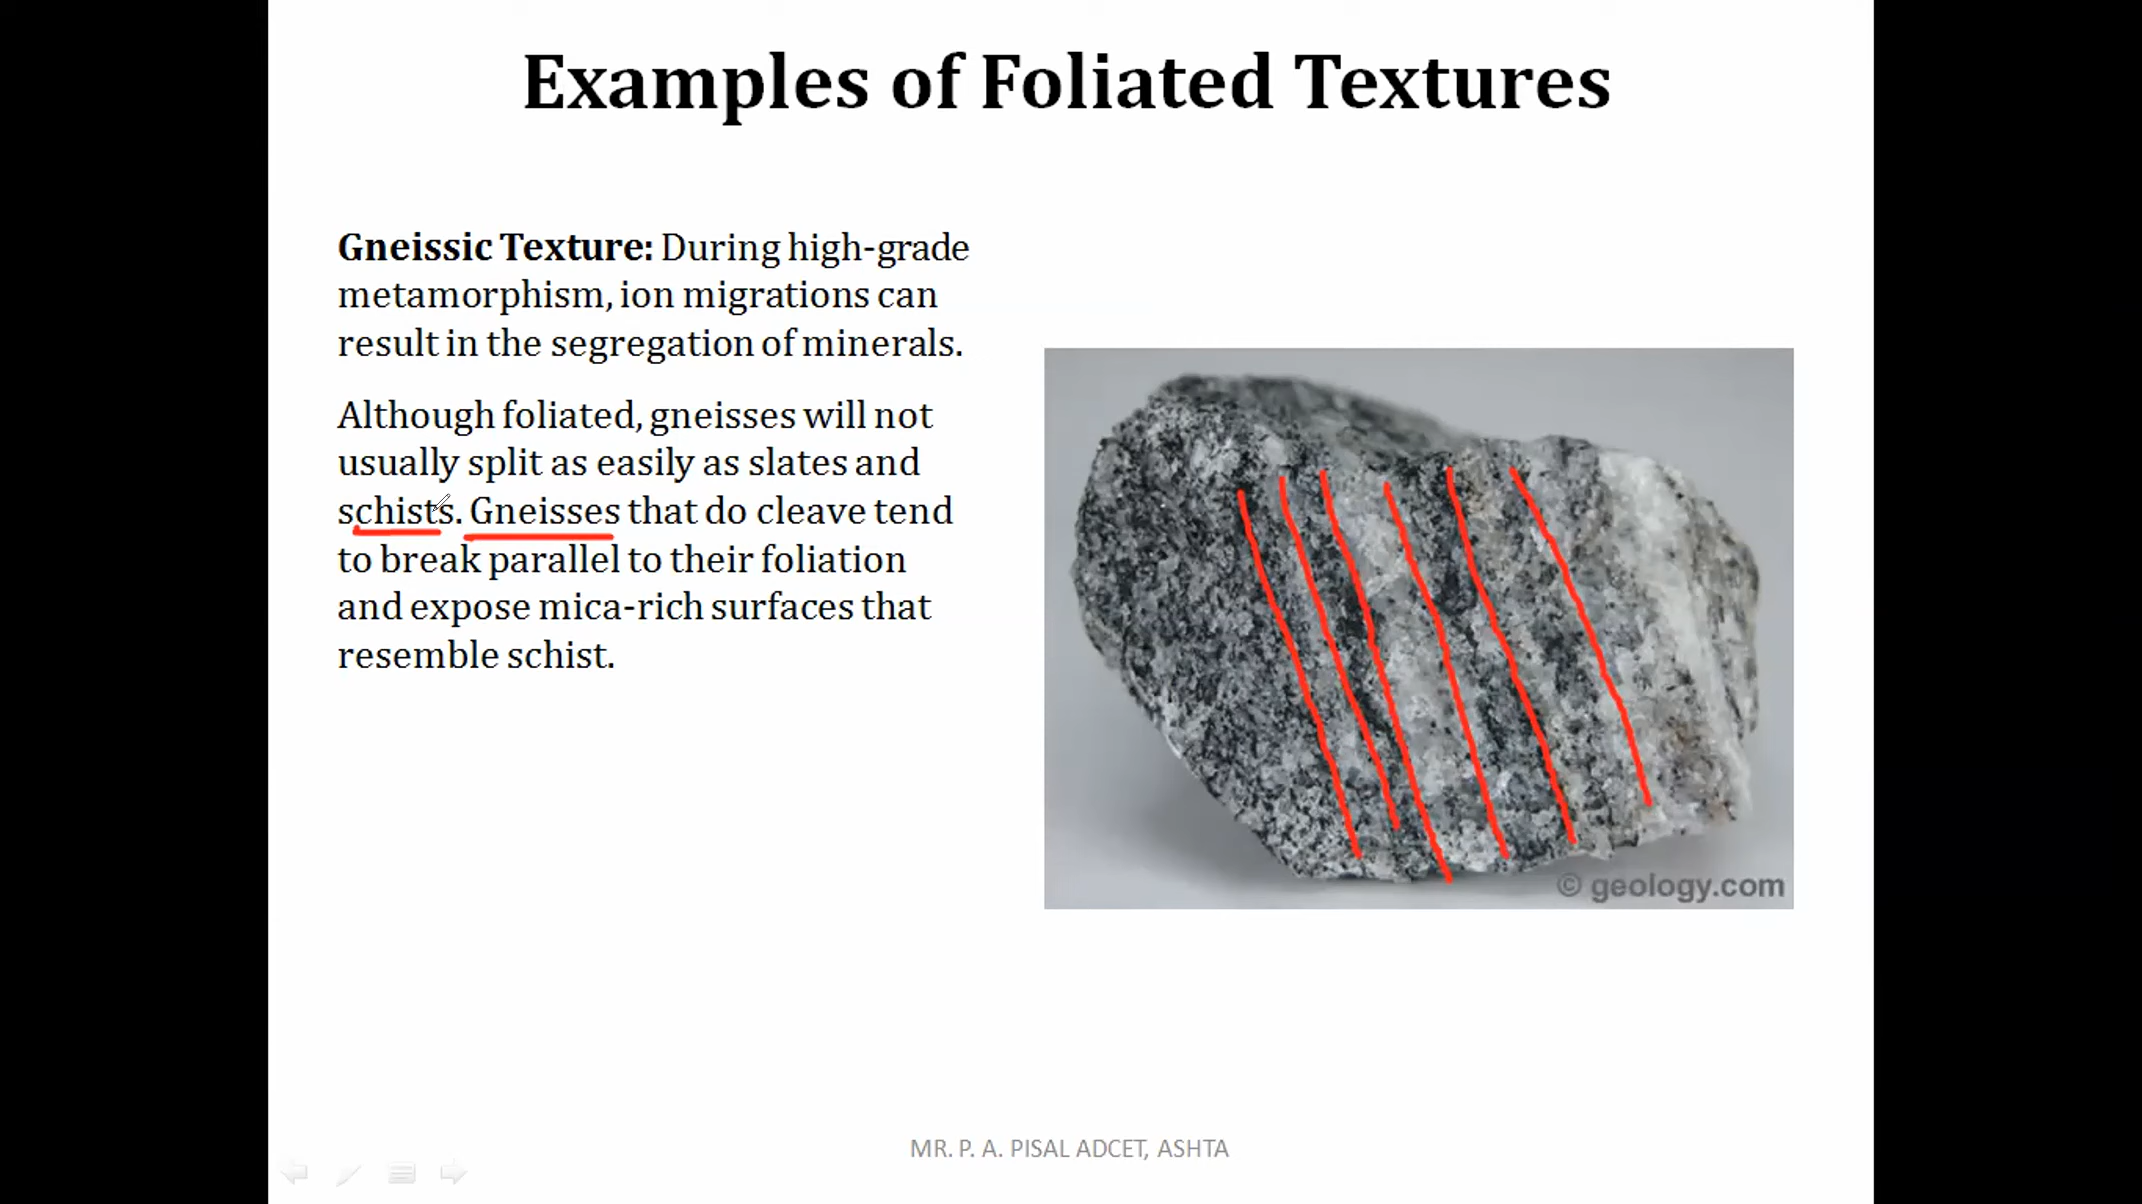 Examples of Foliated Textures
Gneissic Texture: During high-grade
metamorphism, ion migrations can
result in the segregation of minerals.
Although foliated, gneisses will not
usually split as easily as slates and
schists. Gneisses that do cleave tend
to break parallel to their foliation
and expose mica-rich surfaces that
resemble schist.
© geology.com
MR. P. A. PISAL ADCET, ASHTA